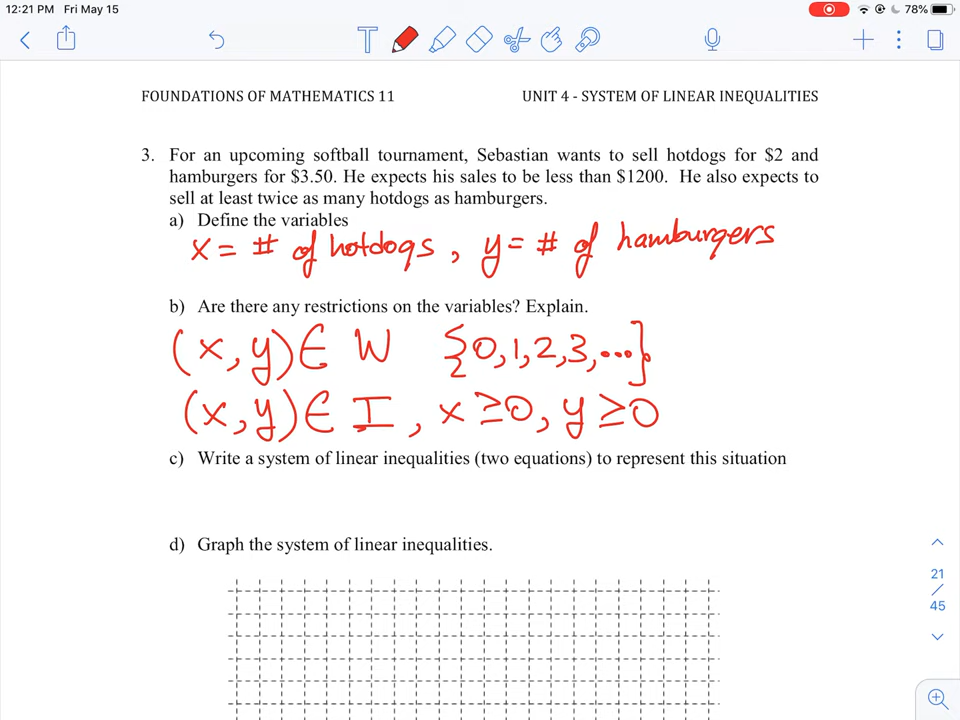 12:21 PM Fri May 15 78%
T
FOUNDATIONS OF MATHEMATICS 11 UNIT 4 - SYSTEM OF LINEAR INEQUALITIES
3. For an upcoming softball tournament, Sebastian wants to sell hotdogs for $2 and
hamburgers for $3.50. He expects his sales to be less than $1200. He also expects to
sell at least twice as many hotdogs as hamburgers.
a) Define the variables
x = # of hotdogs, y = # of hamburgers
b) Are there any restrictions on the variables? Explain.
(x, y) ∈ W {0, 1, 2, 3, ...}
(x, y) ∈ I, x ≥ 0, y ≥ 0
c) Write a system of linear inequalities (two equations) to represent this situation
d) Graph the system of linear inequalities.
21
/
45